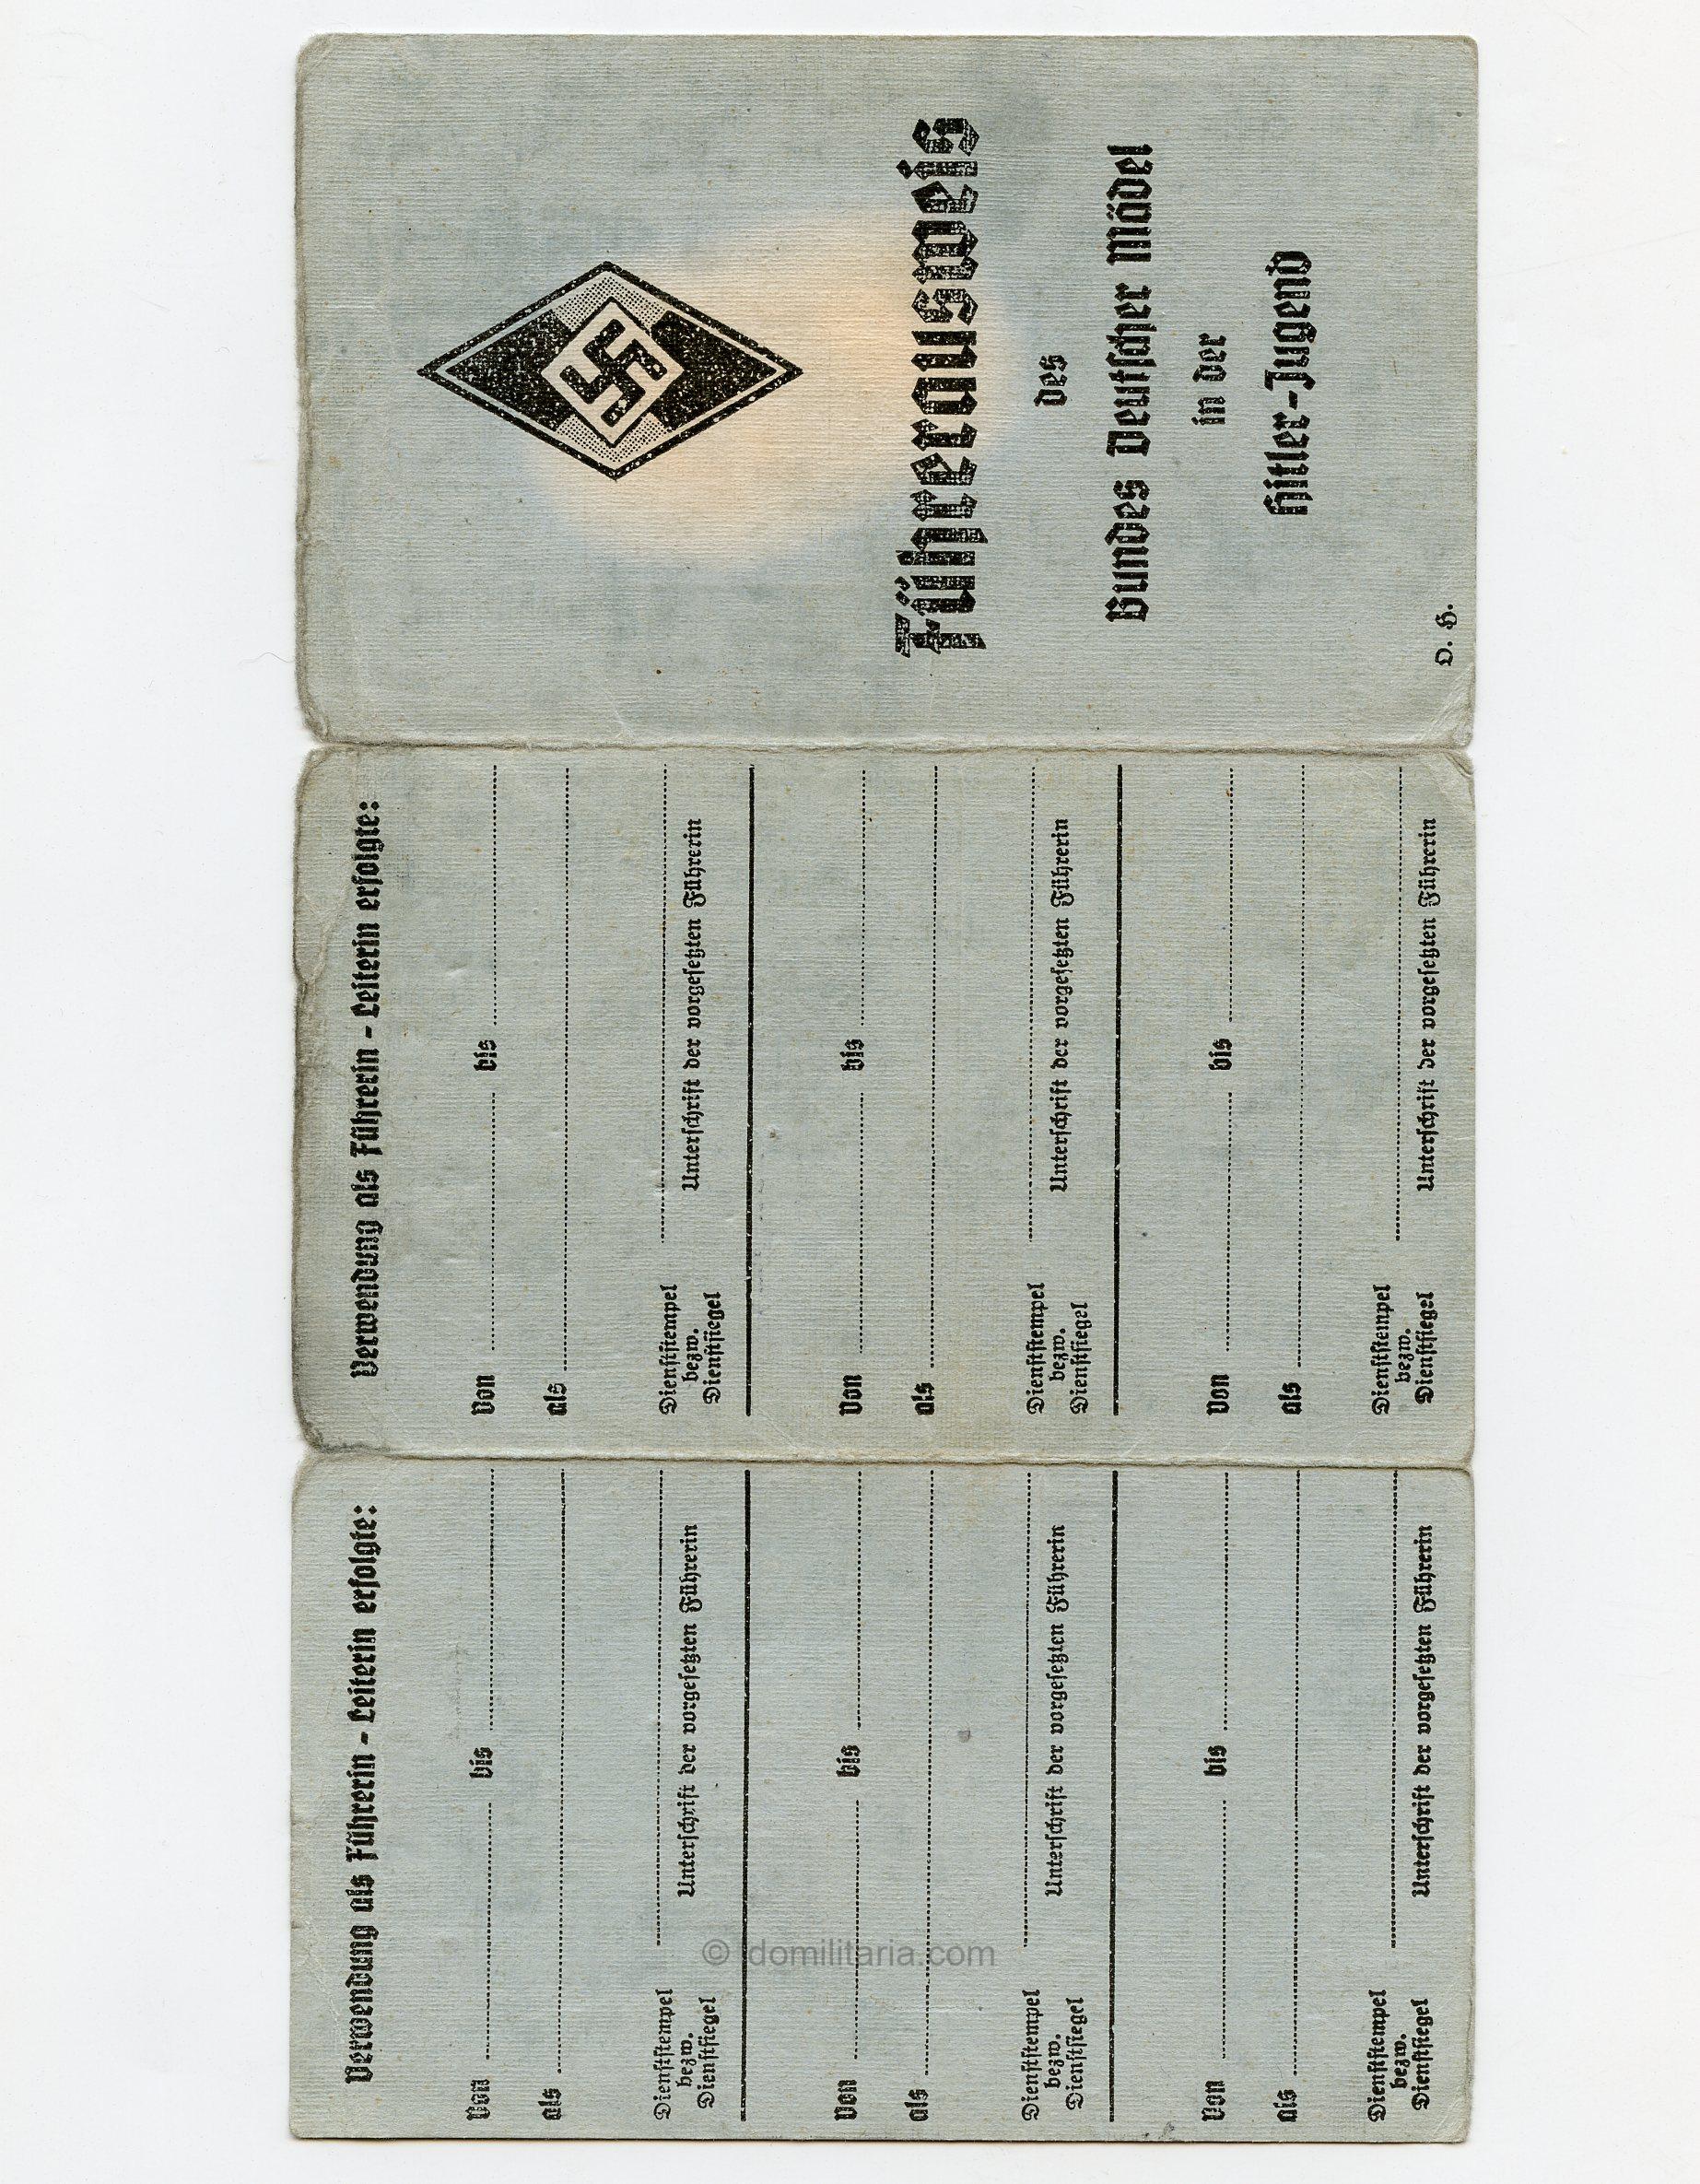 Führerausweis
des
Bundes Deutscher Mädel
in der
Hitler-Jugend
O. H.
Verwendung als Führerin - Leiterin erfolgte:
Von bis
als
Dienststempel
bezw.
Dienstsiegel
Unterschrift der vorgesetzten Führerin
Von bis
als
Dienststempel
bezw.
Dienstsiegel
Unterschrift der vorgesetzten Führerin
Von bis
als
Dienststempel
bezw.
Dienstsiegel
Unterschrift der vorgesetzten Führerin
Verwendung als Führerin - Leiterin erfolgte:
Von bis
als
Dienststempel
bezw.
Dienstsiegel
Unterschrift der vorgesetzten Führerin
Von bis
als
Dienststempel
bezw.
Dienstsiegel
Unterschrift der vorgesetzten Führerin
Von bis
als
Dienststempel
bezw.
Dienstsiegel
Unterschrift der vorgesetzten Führerin